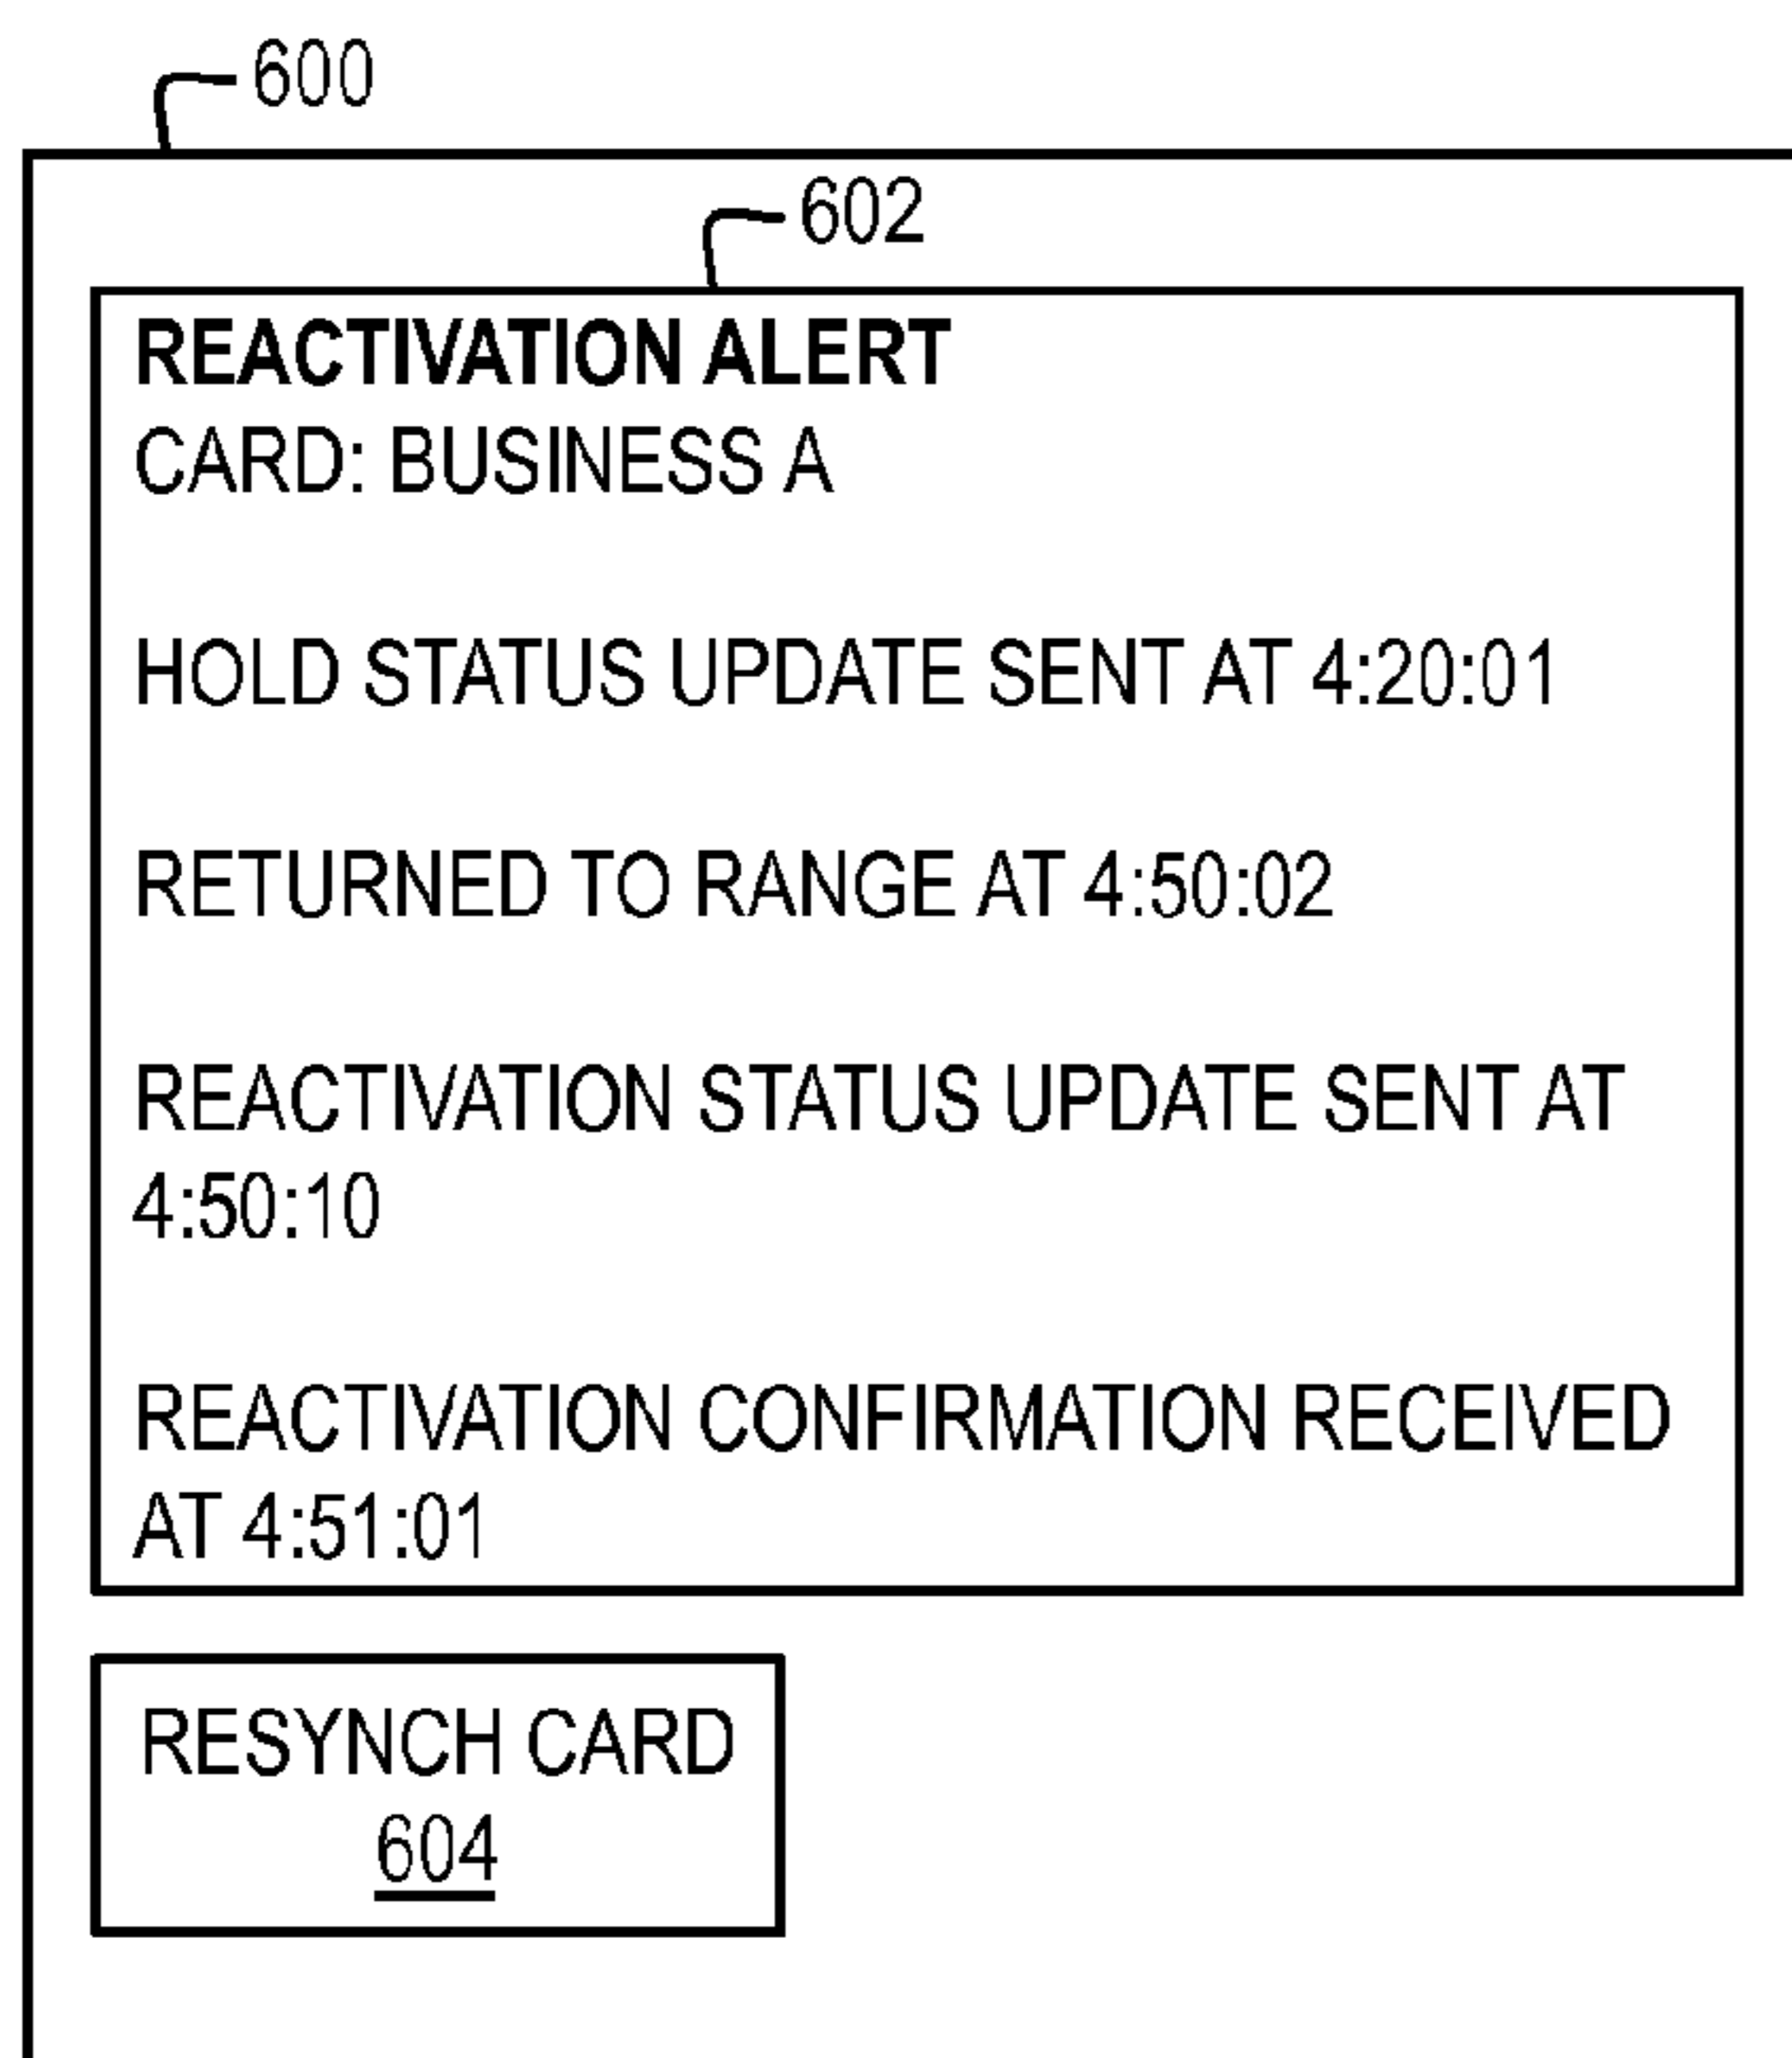 600
602
REACTIVATION ALERT
CARD: BUSINESS A
HOLD STATUS UPDATE SENT AT 4:20:01
RETURNED TO RANGE AT 4:50:02
REACTIVATION STATUS UPDATE SENT AT
4:50:10
REACTIVATION CONFIRMATION RECEIVED
AT 4:51:01
RESYNCH CARD
604